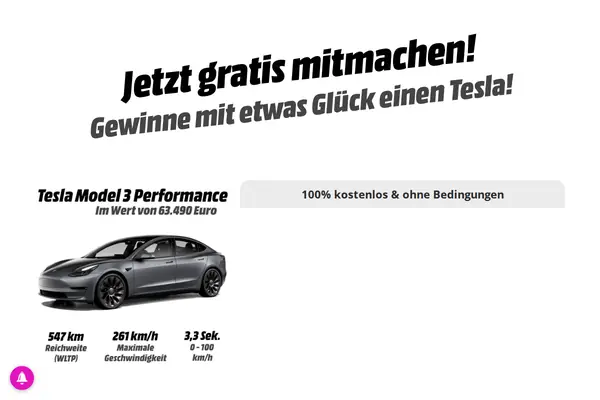 Jetzt gratis mitmachen!
Gewinne mit etwas Glück einen Tesla!
Tesla Model 3 Performance
Im Wert von 63.490 Euro
100% kostenlos & ohne Bedingungen
547 km
Reichweite
(WLTP)
261 km/h
Maximale
Geschwindigkeit
3,3 Sek.
0 - 100
km/h